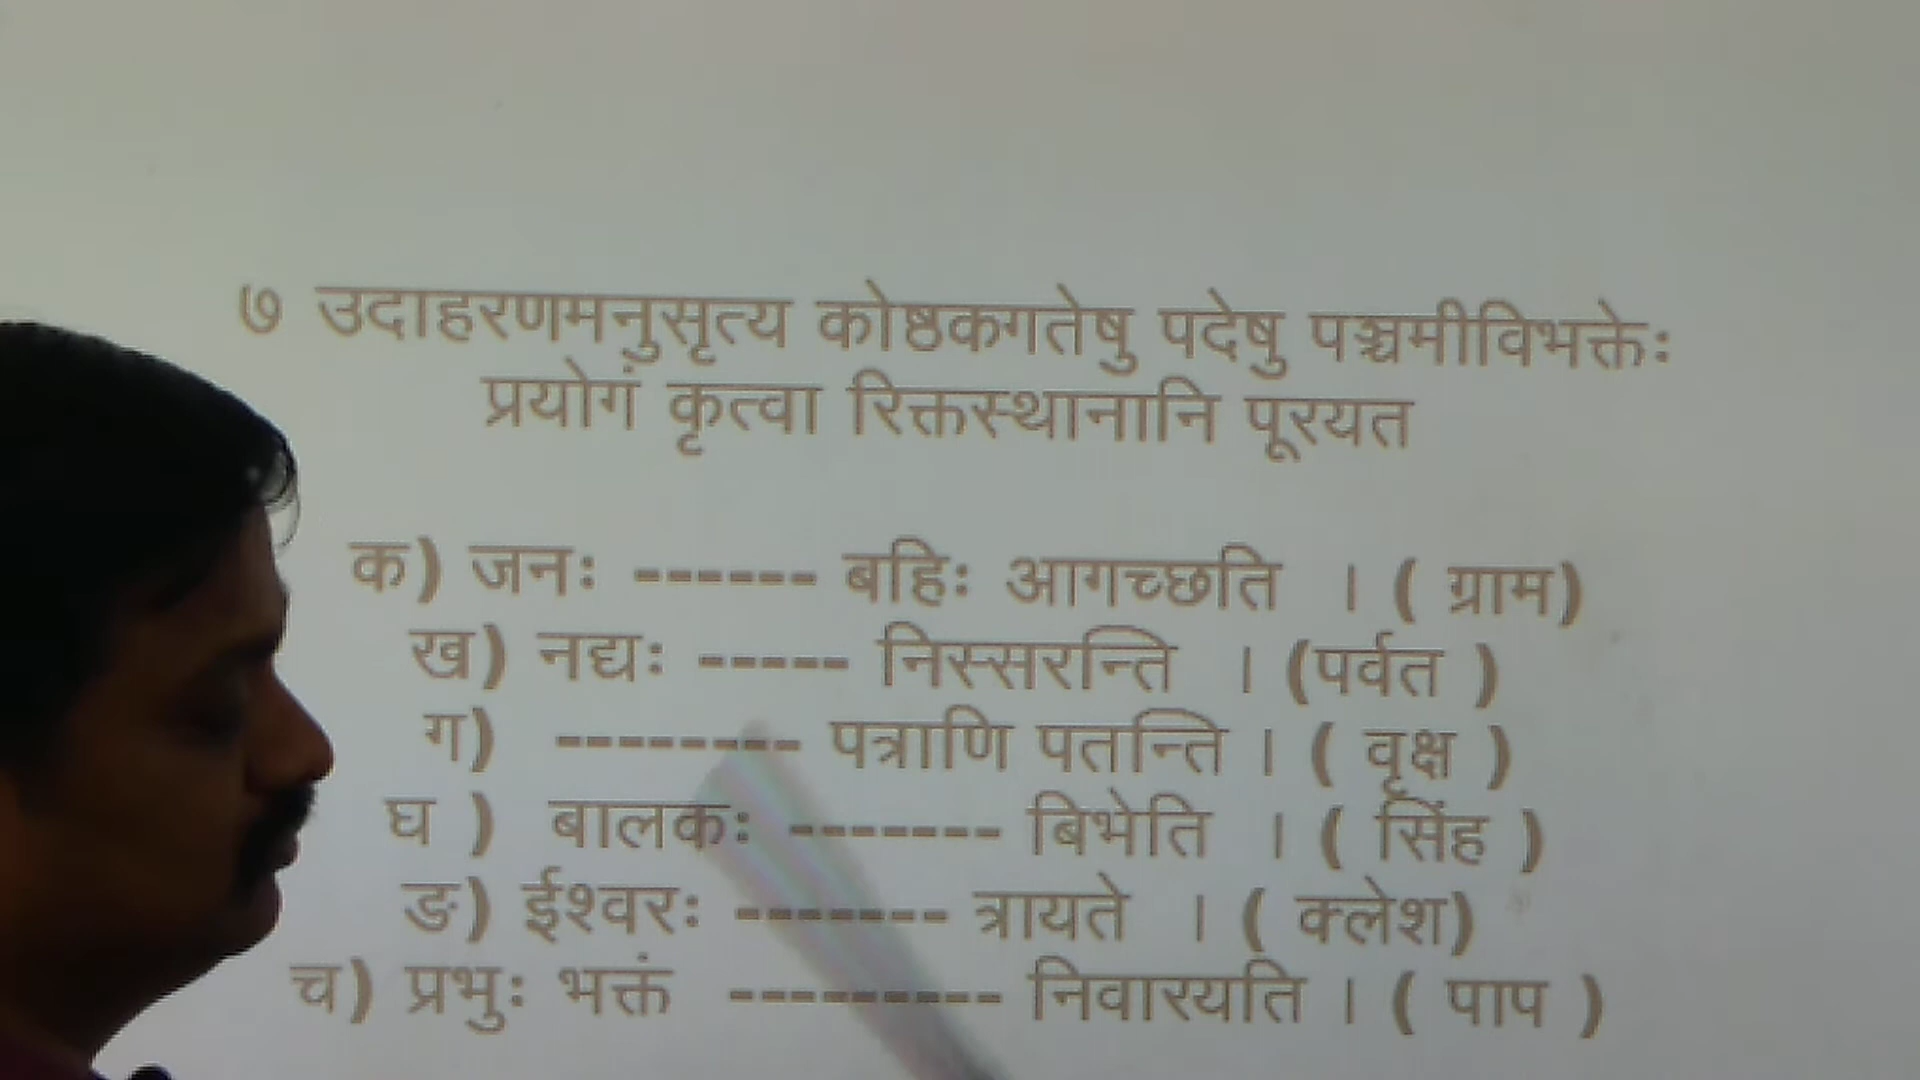 ७ उदाहरणमनुसृत्य कोष्ठकगतेषु पदेषु पञ्चमीविभक्तेः
प्रयोगं कृत्वा रिक्तस्थानानि पूरयत
क) जनः ------ बहिः आगच्छति । ( ग्राम)
ख) नद्यः ----- निस्सरन्ति । (पर्वत )
ग) -------- पत्राणि पतन्ति । ( वृक्ष )
घ ) बालकः ------- बिभेति । ( सिंह )
ङ) ईश्वरः ------- त्रायते । ( क्लेश)
च) प्रभुः भक्तं --------- निवारयति । ( पाप )